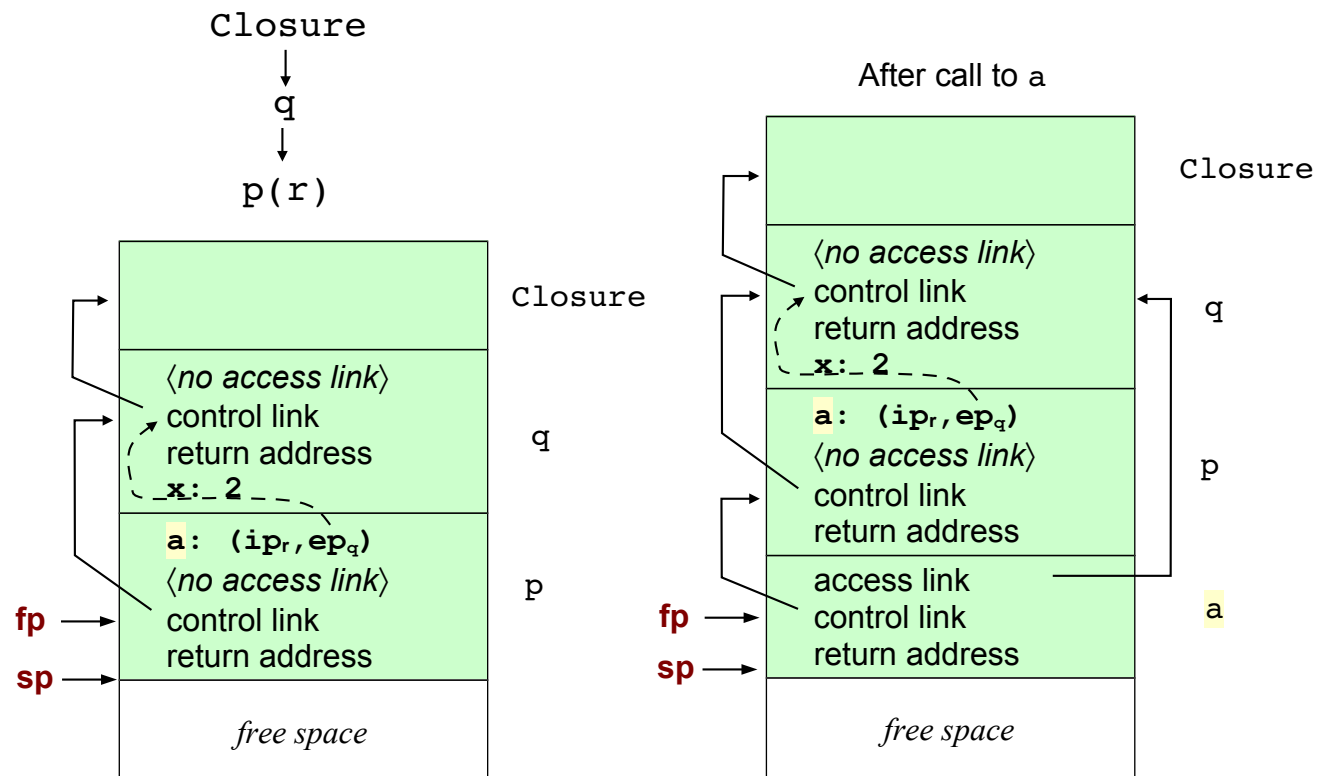 Closure
q
p(r)
Closure
⟨no access link⟩
control link
return address
x: 2
q
a: (ipᵣ,ep_q)
⟨no access link⟩
control link
return address
p
fp
sp
free space
After call to a
Closure
⟨no access link⟩
control link
return address
x: 2
q
a: (ipᵣ,ep_q)
⟨no access link⟩
control link
return address
p
access link
control link
return address
a
fp
sp
free space